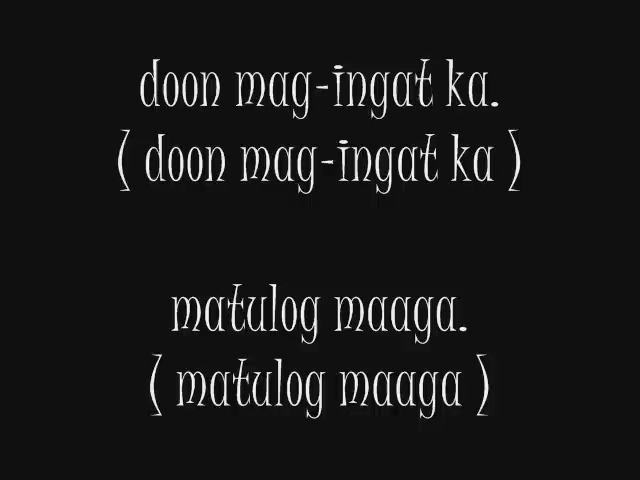 doon mag-ingat ka.
( doon mag-ingat ka )
matulog maaga.
( matulog maaga )